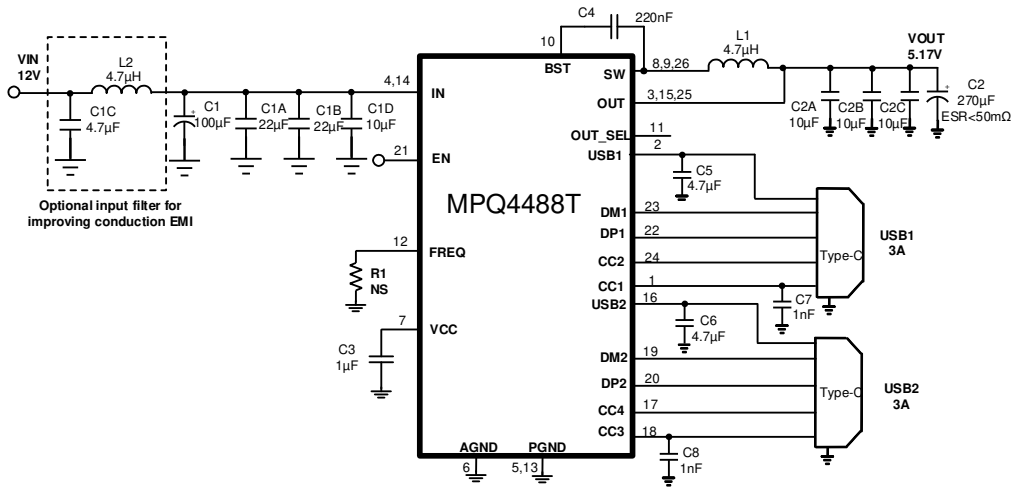 VIN
12V
L2
4.7µH
C1C
4.7µF
Optional input filter for
improving conduction EMI
C1
100µF
C1A
22µF
C1B
22µF
C1D
10µF
4,14
IN
21
EN
12
FREQ
R1
NS
7
VCC
C3
1µF
MPQ4488T
AGND
6
PGND
5,13
C4
220nF
10
BST
SW
8,9,26
L1
4.7µH
VOUT
5.17V
OUT
3,15,25
C2A
10µF
C2B
10µF
C2C
10µF
C2
270µF
ESR<50mΩ
OUT_SEL
11
USB1
2
C5
4.7µF
DM1
23
DP1
22
CC2
24
CC1
1
C7
1nF
Type-C
USB1
3A
USB2
16
C6
4.7µF
DM2
19
DP2
20
CC4
17
CC3
18
C8
1nF
Type-C
USB2
3A